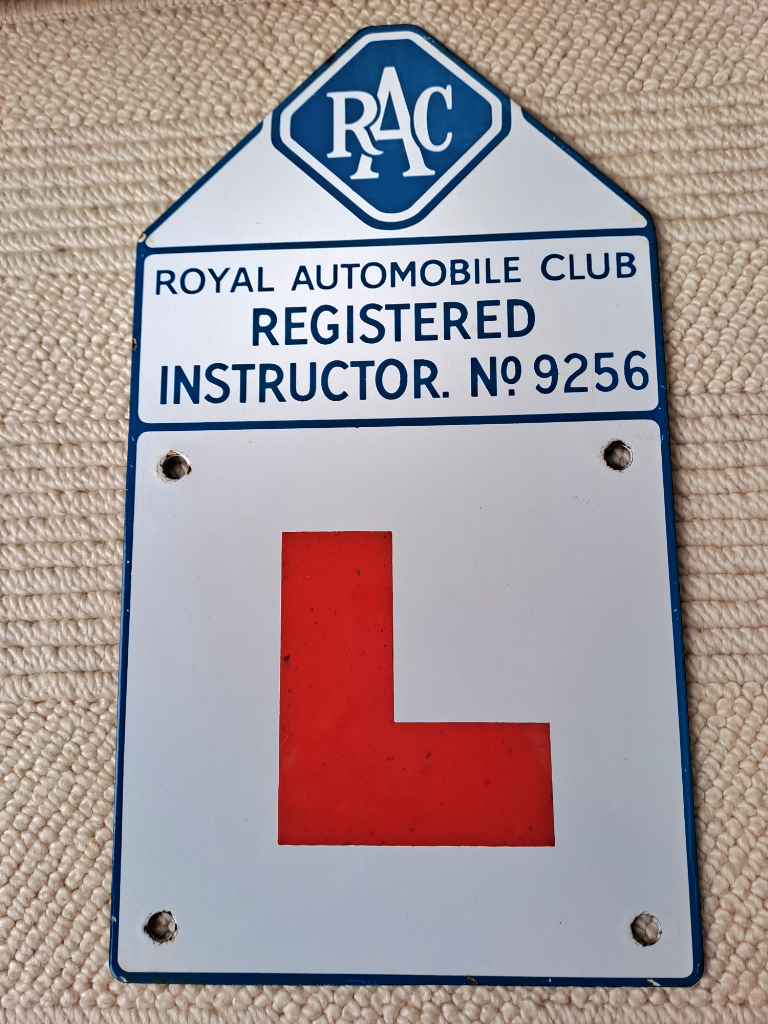 RAC
ROYAL AUTOMOBILE CLUB
REGISTERED
INSTRUCTOR. Nº 9256
L